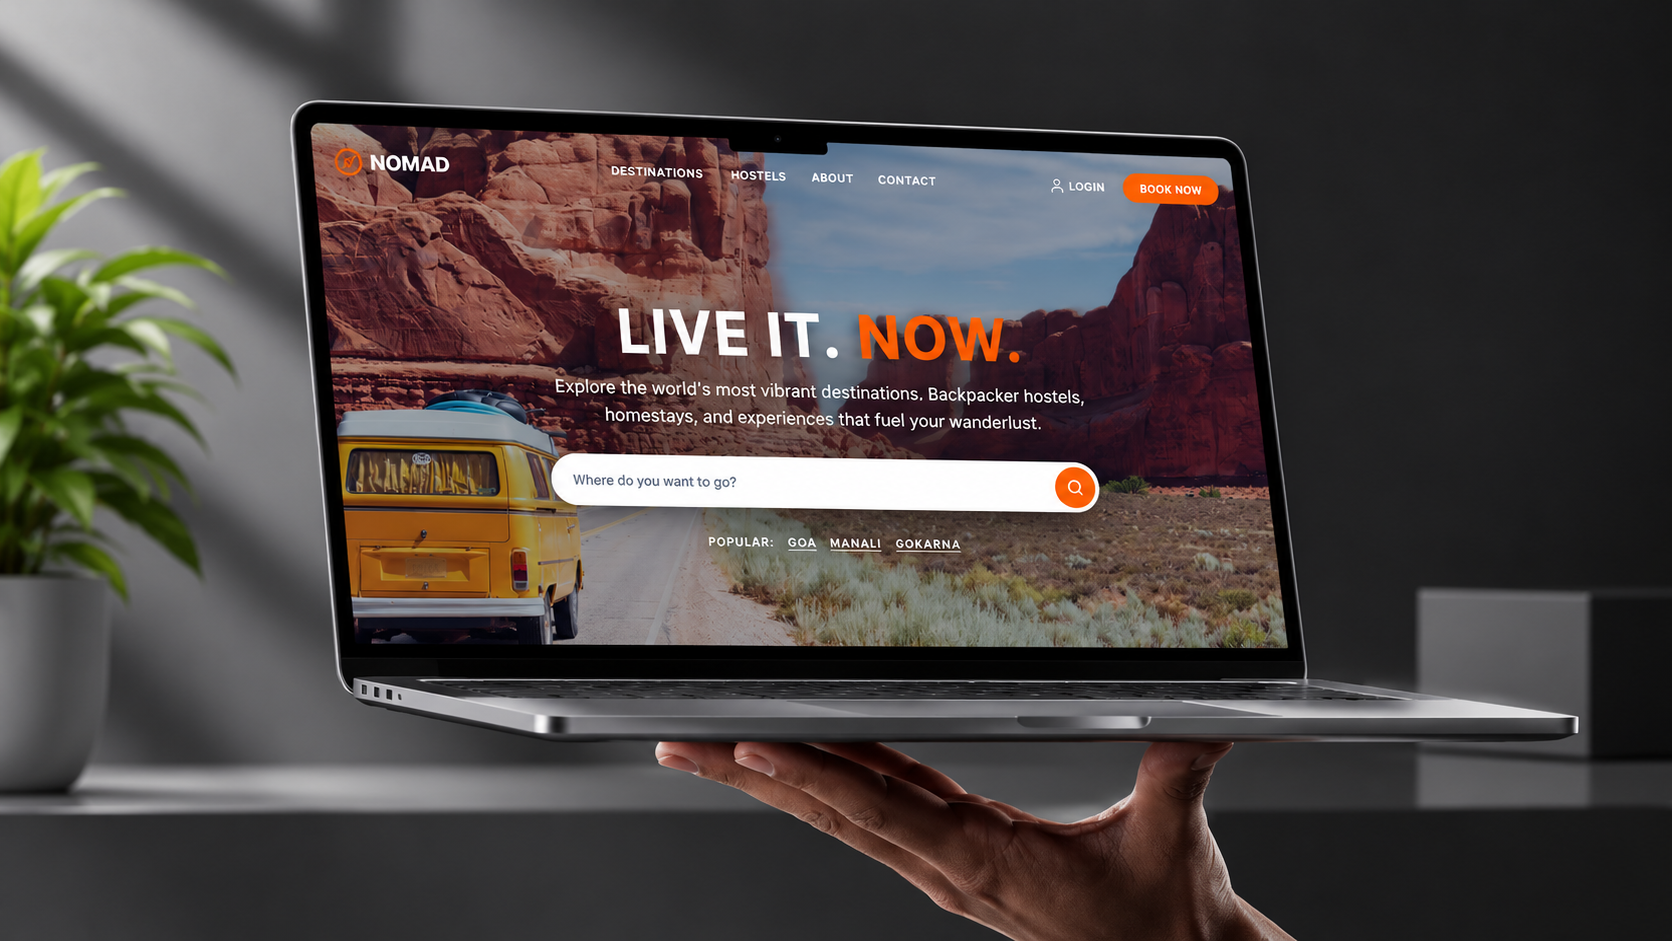 NOMAD
DESTINATIONS HOSTELS ABOUT CONTACT
LOGIN
BOOK NOW
LIVE IT. NOW.
Explore the world's most vibrant destinations. Backpacker hostels,
homestays, and experiences that fuel your wanderlust.
Where do you want to go?
POPULAR: GOA MANALI GOKARNA